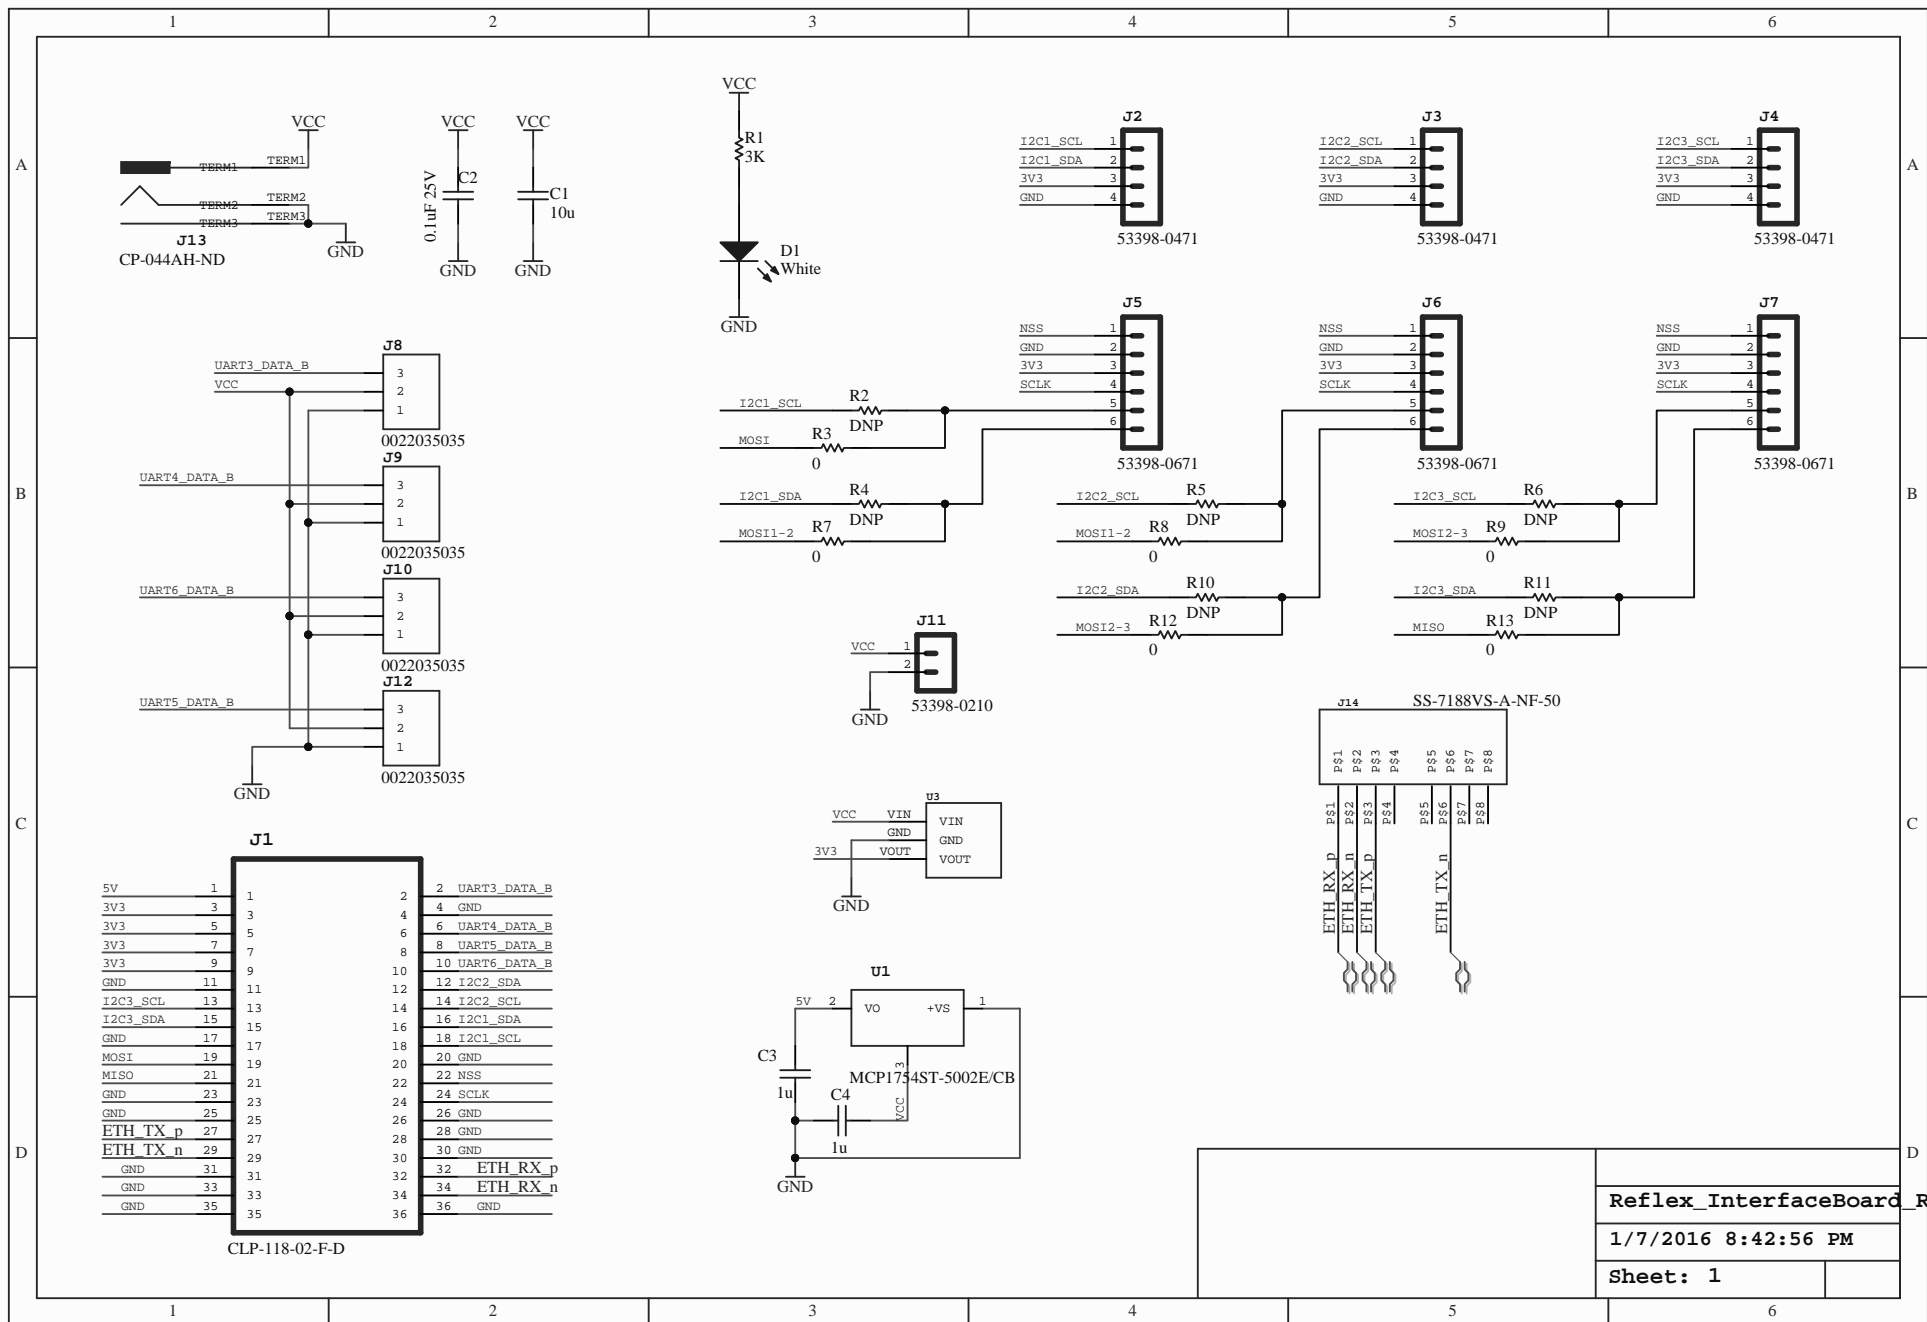 1 2 3 4 5 6
A A
B B
C C
D D
1 2 3 4 5 6
VCC
TERM1 TERM1
TERM2 TERM2
TERM3 TERM3
J13
CP-044AH-ND
GND
VCC
C2
0.1uF 25V
GND
VCC
C1
10u
GND
VCC
R1
3K
D1
White
GND
J2
I2C1_SCL 1
I2C1_SDA 2
3V3 3
GND 4
53398-0471
J3
I2C2_SCL 1
I2C2_SDA 2
3V3 3
GND 4
53398-0471
J4
I2C3_SCL 1
I2C3_SDA 2
3V3 3
GND 4
53398-0471
J5
NSS 1
GND 2
3V3 3
SCLK 4
5
6
53398-0671
J6
NSS 1
GND 2
3V3 3
SCLK 4
5
6
53398-0671
J7
NSS 1
GND 2
3V3 3
SCLK 4
5
6
53398-0671
I2C1_SCL R2
DNP
MOSI R3
0
I2C1_SDA R4
DNP
MOSI1-2 R7
0
I2C2_SCL R5
DNP
MOSI1-2 R8
0
I2C2_SDA R10
DNP
MOSI2-3 R12
0
I2C3_SCL R6
DNP
MOSI2-3 R9
0
I2C3_SDA R11
DNP
MISO R13
0
J8
UART3_DATA_B 3
VCC 2
1
0022035035
J9
UART4_DATA_B 3
2
1
0022035035
J10
UART6_DATA_B 3
2
1
0022035035
J12
UART5_DATA_B 3
2
1
0022035035
GND
J11
VCC 1
2
GND
53398-0210
J14
SS-7188VS-A-NF-50
P$1 P$2 P$3 P$4 P$5 P$6 P$7 P$8
P$1 P$2 P$3 P$4 P$5 P$6 P$7 P$8
ETH_RX_p ETH_RX_n ETH_TX_p ETH_TX_n
U3
VCC VIN VIN
GND GND
3V3 VOUT VOUT
GND
U1
5V 2 VO +VS 1
3
MCP1754ST-5002E/CB
VCC
C3
1u
C4
1u
GND
J1
5V 1 1 2 2 UART3_DATA_B
3V3 3 3 4 4 GND
3V3 5 5 6 6 UART4_DATA_B
3V3 7 7 8 8 UART5_DATA_B
3V3 9 9 10 10 UART6_DATA_B
GND 11 11 12 12 I2C2_SDA
I2C3_SCL 13 13 14 14 I2C2_SCL
I2C3_SDA 15 15 16 16 I2C1_SDA
GND 17 17 18 18 I2C1_SCL
MOSI 19 19 20 20 GND
MISO 21 21 22 22 NSS
GND 23 23 24 24 SCLK
GND 25 25 26 26 GND
ETH_TX_p 27 27 28 28 GND
ETH_TX_n 29 29 30 30 GND
GND 31 31 32 32 ETH_RX_p
GND 33 33 34 34 ETH_RX_n
GND 35 35 36 36 GND
CLP-118-02-F-D
Reflex_InterfaceBoard_R
1/7/2016 8:42:56 PM
Sheet: 1